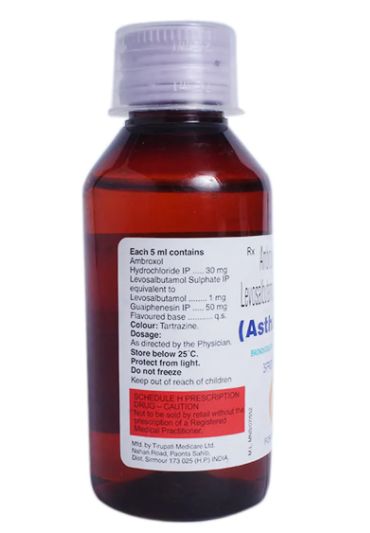 Each 5 ml contains
Ambroxol
Hydrochloride IP ..... 30 mg
Levosalbutamol Sulphate IP
equivalent to
Levosalbutamol ........ 1 mg
Guaiphenesin IP ..... 50 mg
Flavoured base .......... q.s.
Colour: Tartrazine.
Dosage:
As directed by the Physician.
Store below 25°C.
Protect from light.
Do not freeze
Keep out of reach of children
SCHEDULE H PRESCRIPTION
DRUG – CAUTION
Not to be sold by retail without the
prescription of a Registered
Medical Practitioner.
Mfd. by Tirupati Medicare Ltd.
Nahan Road, Paonta Sahib,
Dist. Sirmour 173 025 (H.P.) INDIA.
Rx
(Asth